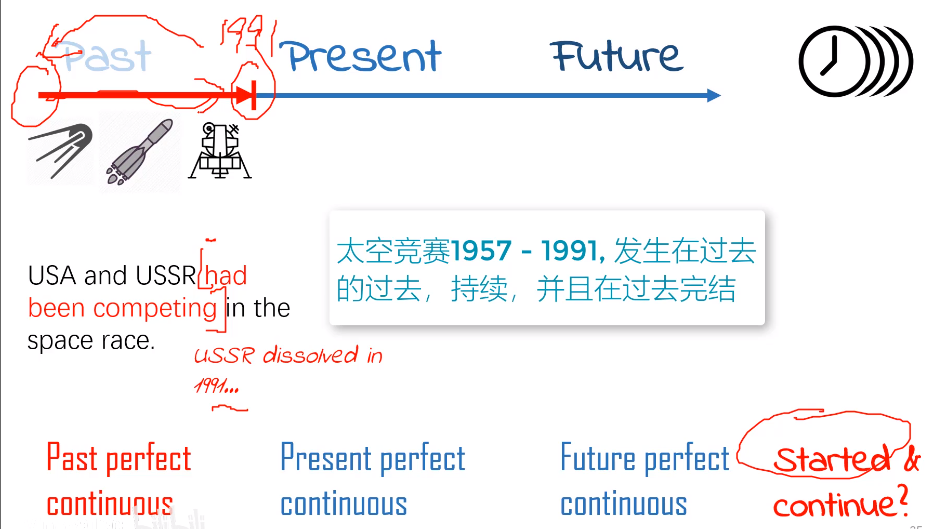 1991
Past Present Future
太空竞赛1957 - 1991, 发生在过去
的过去，持续，并且在过去完结
USA and USSR had
been competing in the
space race.
USSR dissolved in
1991...
Past perfect
continuous
Present perfect
continuous
Future perfect
continuous
Started &
continue?
bilibili